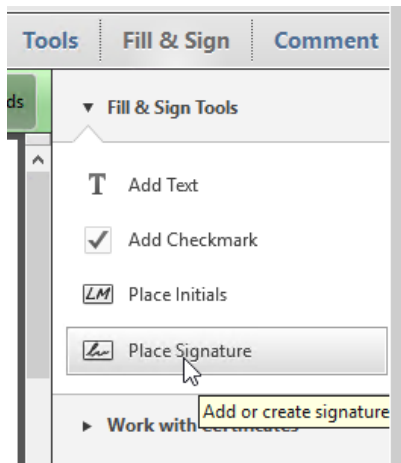 Tools Fill & Sign Comment
ds
Fill & Sign Tools
T Add Text
Add Checkmark
LM Place Initials
Place Signature
Add or create signature
Work with